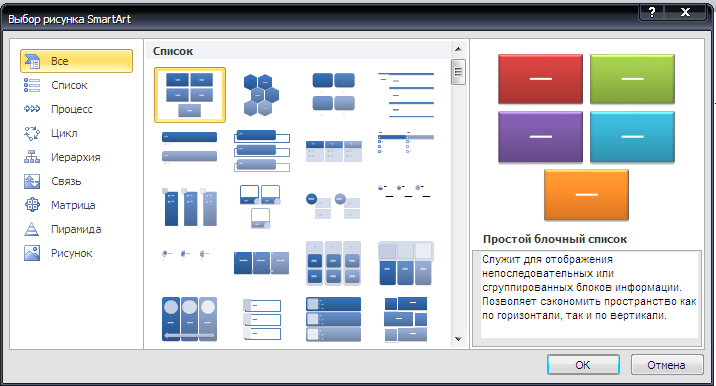 Выбор рисунка SmartArt
Все
Список
Процесс
Цикл
Иерархия
Связь
Матрица
Пирамида
Рисунок
Список
Простой блочный список
Служит для отображения
непоследовательных или
сгруппированных блоков информации.
Позволяет сэкономить пространство как
по горизонтали, так и по вертикали.
ОК
Отмена